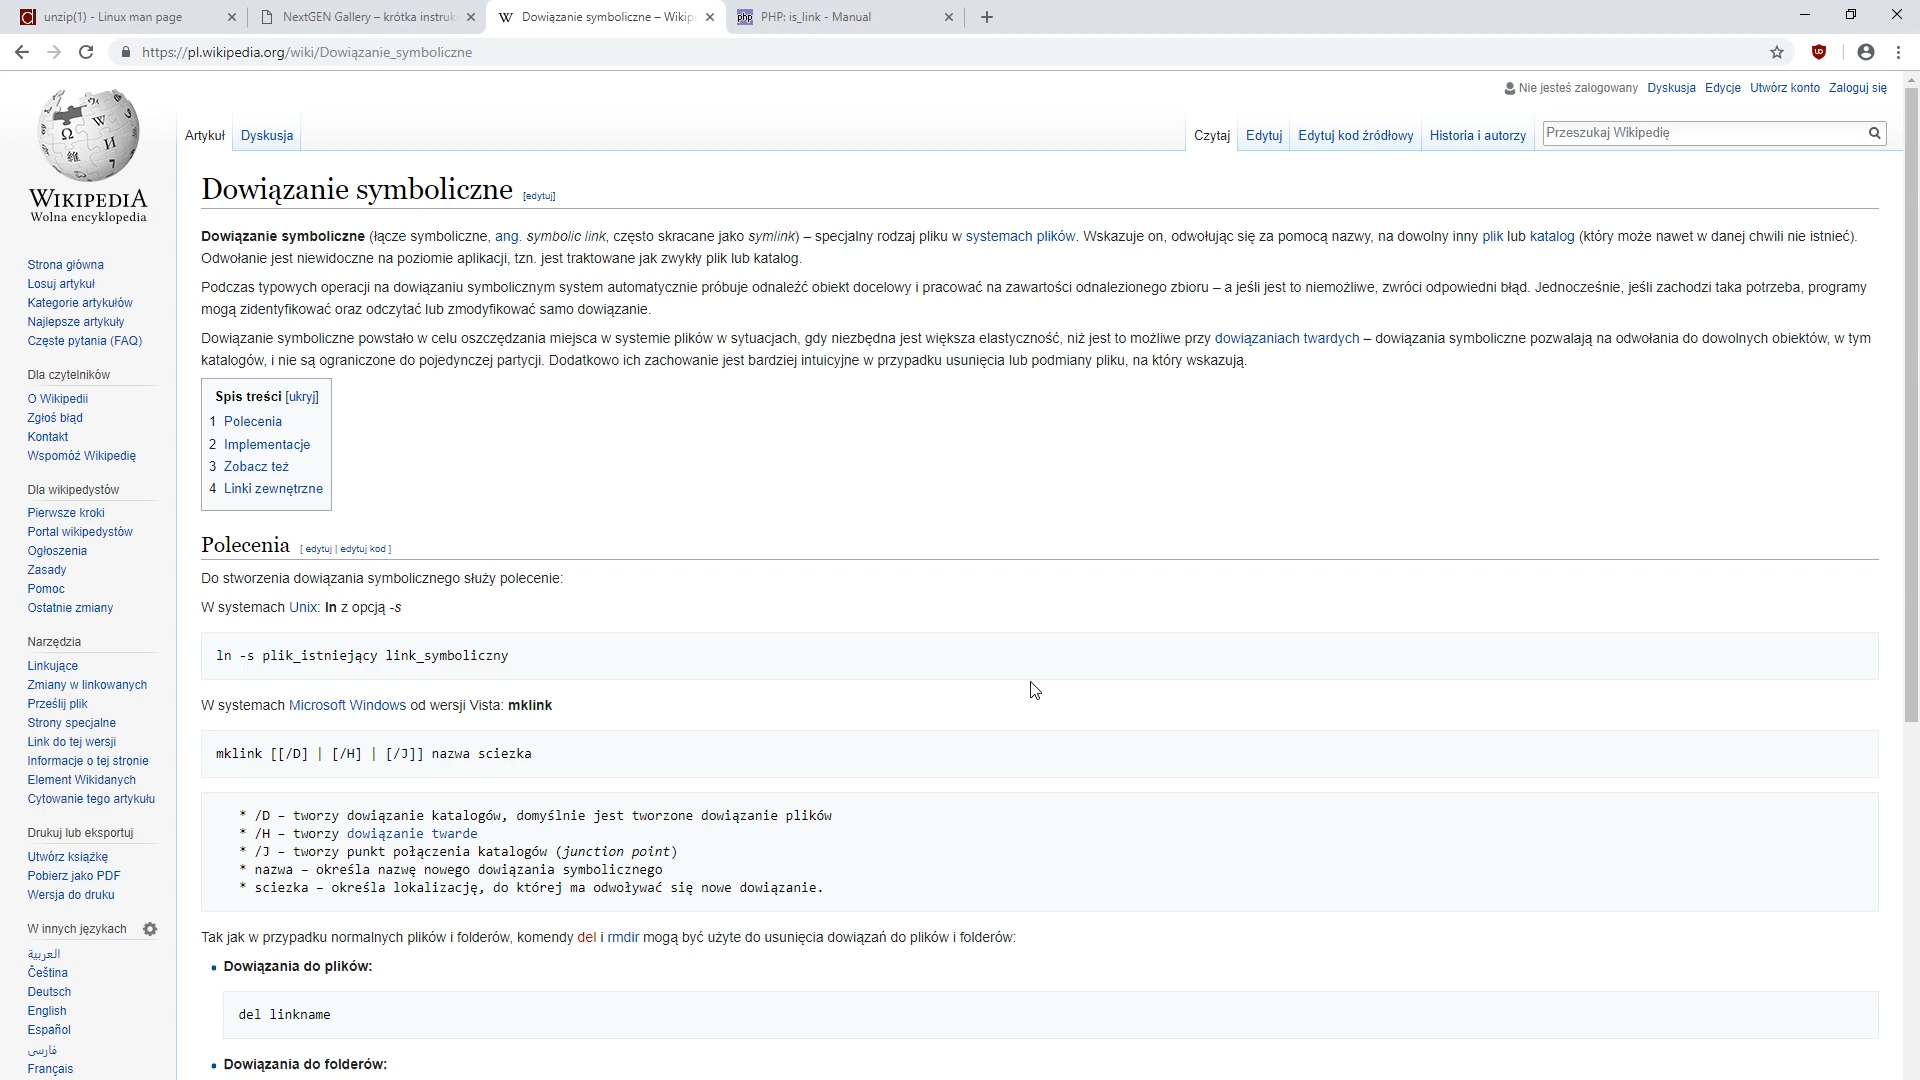 unzip(1) - Linux man page
NextGEN Gallery – krótka instruk
Dowiązanie symboliczne – Wikip
PHP: is_link - Manual
https://pl.wikipedia.org/wiki/Dowiązanie_symboliczne
Nie jesteś zalogowany Dyskusja Edycje Utwórz konto Zaloguj się
Artykuł Dyskusja Czytaj Edytuj Edytuj kod źródłowy Historia i autorzy Przeszukaj Wikipedię
WIKIPEDIA
Wolna encyklopedia
Strona główna
Losuj artykuł
Kategorie artykułów
Najlepsze artykuły
Częste pytania (FAQ)
Dla czytelników
O Wikipedii
Zgłoś błąd
Kontakt
Wspomóż Wikipedię
Dla wikipedystów
Pierwsze kroki
Portal wikipedystów
Ogłoszenia
Zasady
Pomoc
Ostatnie zmiany
Narzędzia
Linkujące
Zmiany w linkowanych
Prześlij plik
Strony specjalne
Link do tej wersji
Informacje o tej stronie
Element Wikidanych
Cytowanie tego artykułu
Drukuj lub eksportuj
Utwórz książkę
Pobierz jako PDF
Wersja do druku
W innych językach
العربية
Čeština
Deutsch
English
Español
فارسی
Français
Dowiązanie symboliczne [edytuj]
Dowiązanie symboliczne (łącze symboliczne, ang. symbolic link, często skracane jako symlink) – specjalny rodzaj pliku w systemach plików. Wskazuje on, odwołując się za pomocą nazwy, na dowolny inny plik lub katalog (który może nawet w danej chwili nie istnieć).
Odwołanie jest niewidoczne na poziomie aplikacji, tzn. jest traktowane jak zwykły plik lub katalog.
Podczas typowych operacji na dowiązaniu symbolicznym system automatycznie próbuje odnaleźć obiekt docelowy i pracować na zawartości odnalezionego zbioru – a jeśli jest to niemożliwe, zwróci odpowiedni błąd. Jednocześnie, jeśli zachodzi taka potrzeba, programy
mogą zidentyfikować oraz odczytać lub zmodyfikować samo dowiązanie.
Dowiązanie symboliczne powstało w celu oszczędzania miejsca w systemie plików w sytuacjach, gdy niezbędna jest większa elastyczność, niż jest to możliwe przy dowiązaniach twardych – dowiązania symboliczne pozwalają na odwołania do dowolnych obiektów, w tym
katalogów, i nie są ograniczone do pojedynczej partycji. Dodatkowo ich zachowanie jest bardziej intuicyjne w przypadku usunięcia lub podmiany pliku, na który wskazują.
Spis treści [ukryj]
1 Polecenia
2 Implementacje
3 Zobacz też
4 Linki zewnętrzne
Polecenia [ edytuj | edytuj kod ]
Do stworzenia dowiązania symbolicznego służy polecenie:
W systemach Unix: ln z opcją -s
ln -s plik_istniejący link_symboliczny
W systemach Microsoft Windows od wersji Vista: mklink
mklink [[/D] | [/H] | [/J]] nazwa sciezka
* /D – tworzy dowiązanie katalogów, domyślnie jest tworzone dowiązanie plików
* /H – tworzy dowiązanie twarde
* /J – tworzy punkt połączenia katalogów (junction point)
* nazwa – określa nazwę nowego dowiązania symbolicznego
* sciezka – określa lokalizację, do której ma odwoływać się nowe dowiązanie.
Tak jak w przypadku normalnych plików i folderów, komendy del i rmdir mogą być użyte do usunięcia dowiązań do plików i folderów:
• Dowiązania do plików:
del linkname
• Dowiązania do folderów: